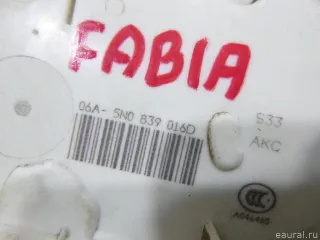 FABIA
06A- 5N0 839 016D
S33
AKC
eaural.ru